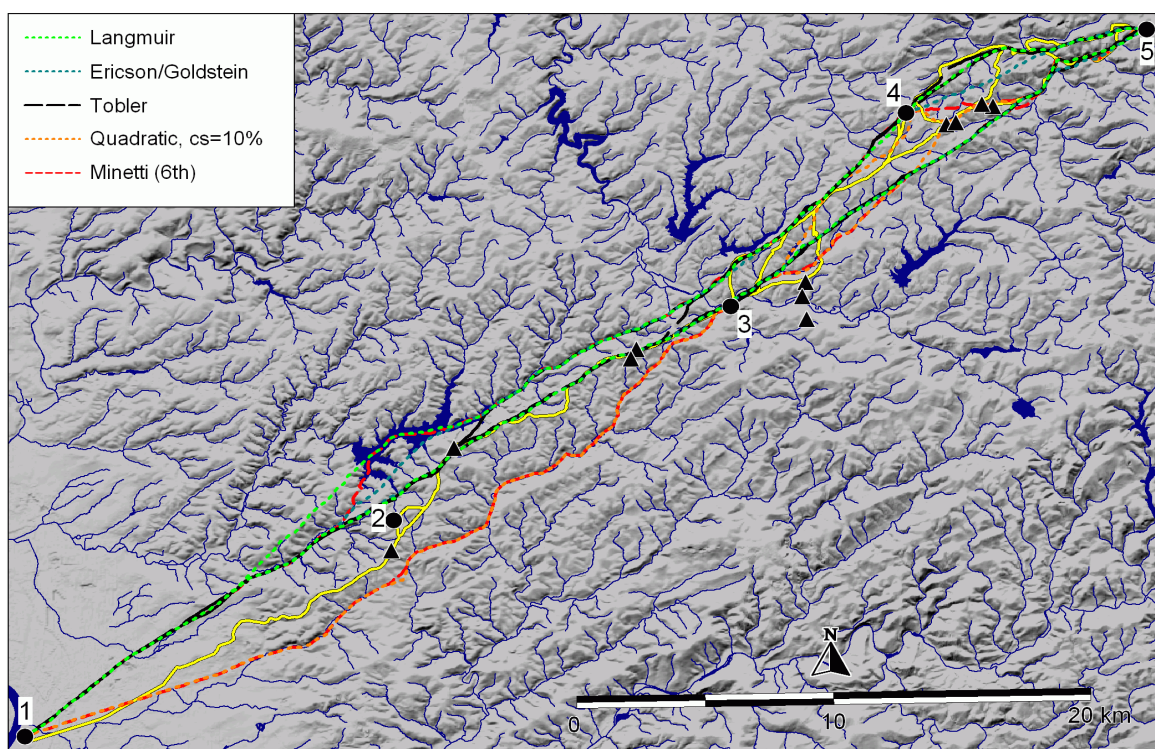 Langmuir
Ericson/Goldstein
Tobler
Quadratic, cs=10%
Minetti (6th)
5
4
3
2
1
N
0
10
20 km